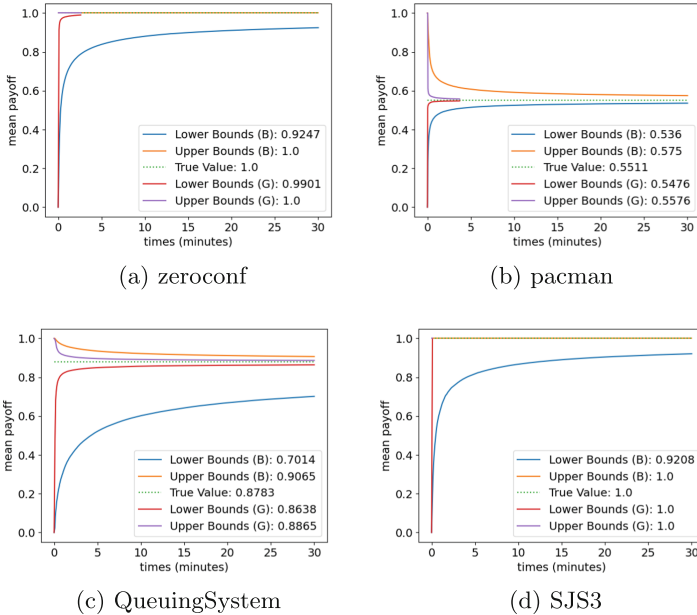 1.0
0.8
0.6
0.4
0.2
0.0
mean payoff
Lower Bounds (B): 0.9247
Upper Bounds (B): 1.0
True Value: 1.0
Lower Bounds (G): 0.9901
Upper Bounds (G): 1.0
0 5 10 15 20 25 30
times (minutes)
(a) zeroconf
1.0
0.8
0.6
0.4
0.2
0.0
mean payoff
Lower Bounds (B): 0.536
Upper Bounds (B): 0.575
True Value: 0.5511
Lower Bounds (G): 0.5476
Upper Bounds (G): 0.5576
0 5 10 15 20 25 30
times (minutes)
(b) pacman
1.0
0.8
0.6
0.4
0.2
0.0
mean payoff
Lower Bounds (B): 0.7014
Upper Bounds (B): 0.9065
True Value: 0.8783
Lower Bounds (G): 0.8638
Upper Bounds (G): 0.8865
0 5 10 15 20 25 30
times (minutes)
(c) QueuingSystem
1.0
0.8
0.6
0.4
0.2
0.0
mean payoff
Lower Bounds (B): 0.9208
Upper Bounds (B): 1.0
True Value: 1.0
Lower Bounds (G): 1.0
Upper Bounds (G): 1.0
0 5 10 15 20 25 30
times (minutes)
(d) SJS3